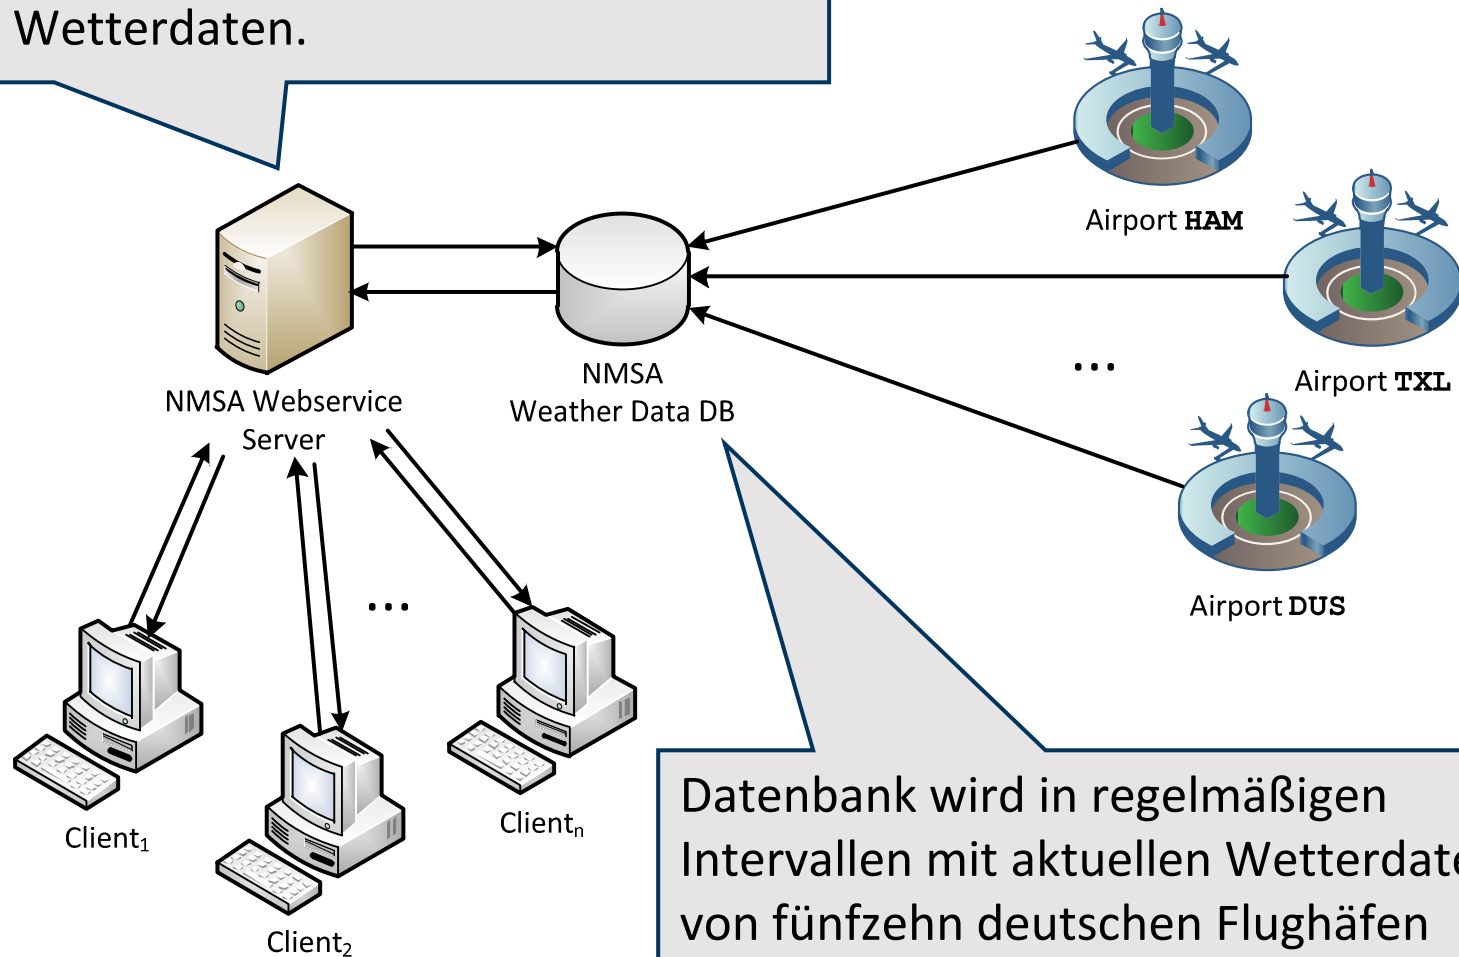 Wetterdaten.
Airport HAM
Airport TXL
NMSA Webservice
Server
NMSA
Weather Data DB
...
Airport DUS
...
Client₁
Client₂
Clientₙ
Datenbank wird in regelmäßigen
Intervallen mit aktuellen Wetterdate
von fünfzehn deutschen Flughäfen